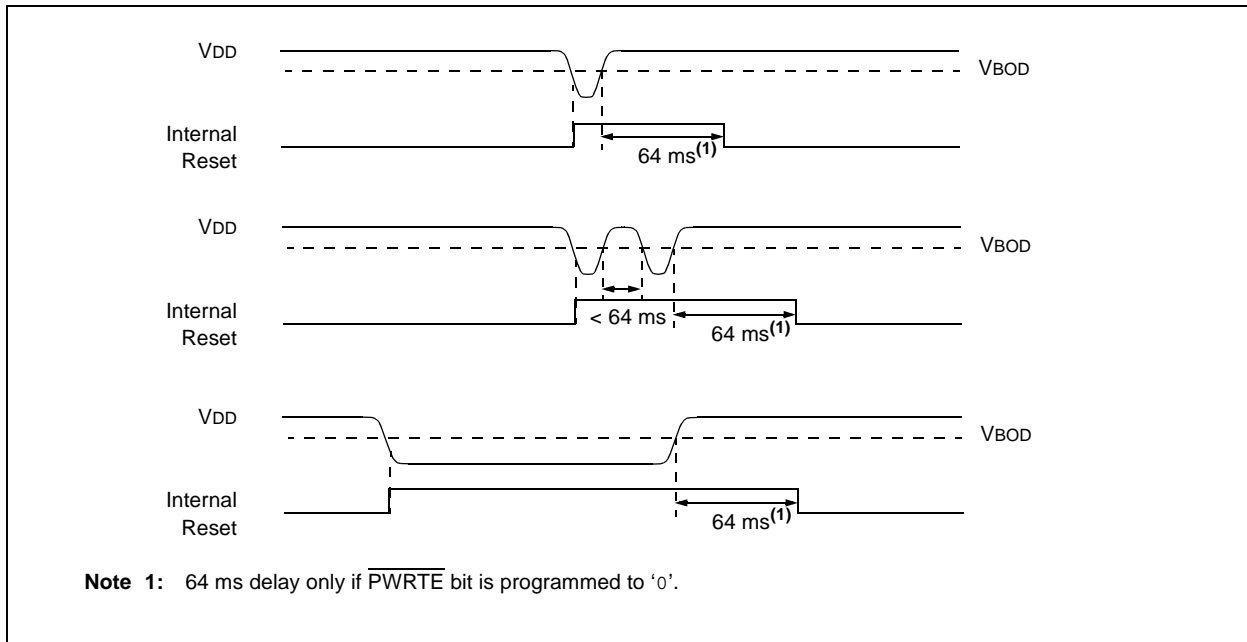 VDD
VBOD
Internal
Reset
64 ms(1)
VDD
VBOD
Internal
Reset
< 64 ms
64 ms(1)
VDD
VBOD
Internal
Reset
64 ms(1)
Note 1: 64 ms delay only if PWRTE bit is programmed to ‘0’.